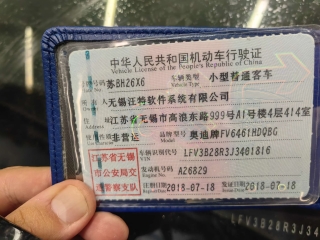 中华人民共和国机动车行驶证
Vehicle License of the People's Republic of China
号牌号码 苏BH26X6 车辆类型 小型普通客车
Vehicle Type
所有人 无锡汪特软件系统有限公司
住址 江苏省无锡市高浪东路999号A1号楼4层414室
使用性质 非营运 品牌型号 奥迪牌FV6461HDQBG
江苏省无锡
市公安局交
通警察支队
车辆识别代号 LFV3B28R3J3401816
VIN
发动机号码 A26829
Engine No.
注册日期 2018-07-18 发证日期 2018-07-18